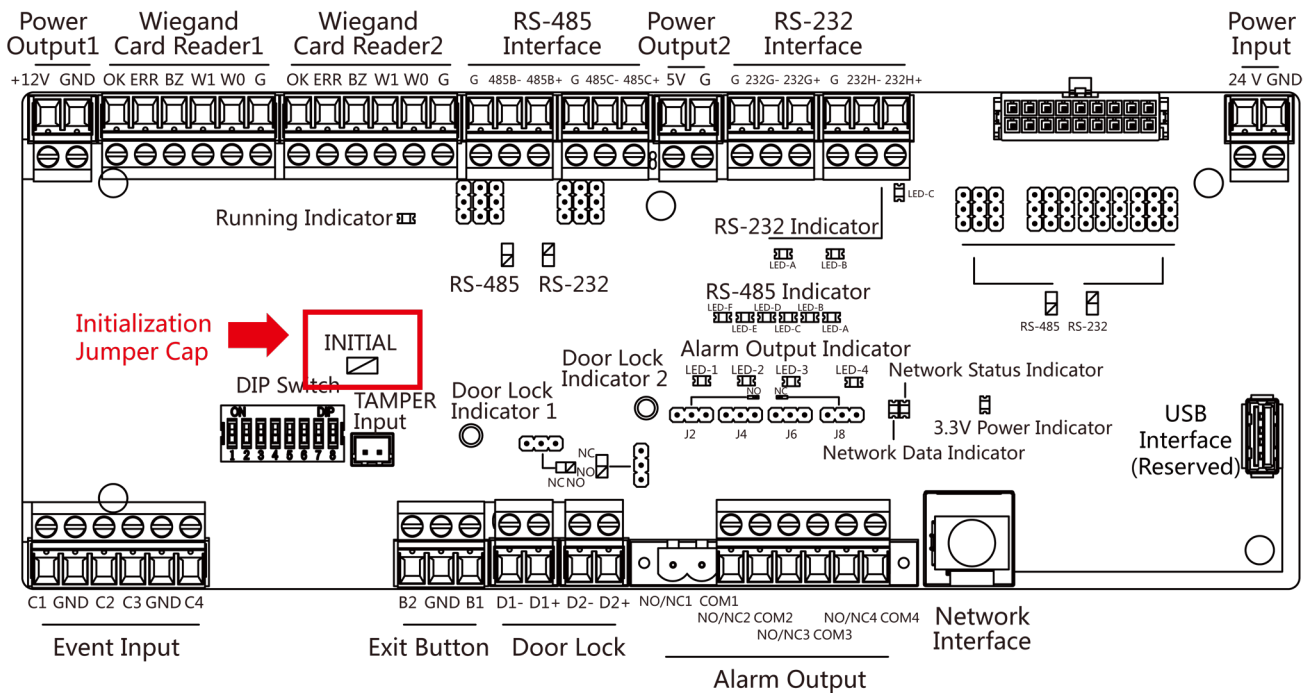 Power Output1
Wiegand Card Reader1
Wiegand Card Reader2
RS-485 Interface
Power Output2
RS-232 Interface
Power Input
+12V GND
OK ERR BZ W1 W0 G
OK ERR BZ W1 W0 G
G 485B- 485B+ G 485C- 485C+
5V G
G 232G- 232G+ G 232H- 232H+
24 V GND
Running Indicator
RS-485 RS-232
RS-232 Indicator
LED-C
LED-A LED-B
RS-485 Indicator
LED-F LED-D LED-B
LED-E LED-C LED-A
RS-485 RS-232
Initialization
Jumper Cap
INITIAL
DIP Switch
ON DIP
1 2 3 4 5 6 7 8
TAMPER
Input
Door Lock
Indicator 1
Door Lock
Indicator 2
Alarm Output Indicator
LED-1 LED-2 LED-3 LED-4
NO NC
J2 J4 J6 J8
Network Status Indicator
3.3V Power Indicator
Network Data Indicator
USB
Interface
(Reserved)
NC
NO
NC NO
C1 GND C2 C3 GND C4
Event Input
B2 GND B1
Exit Button
D1- D1+ D2- D2+
Door Lock
NO/NC1 COM1
NO/NC2 COM2
NO/NC3 COM3
NO/NC4 COM4
Alarm Output
Network
Interface